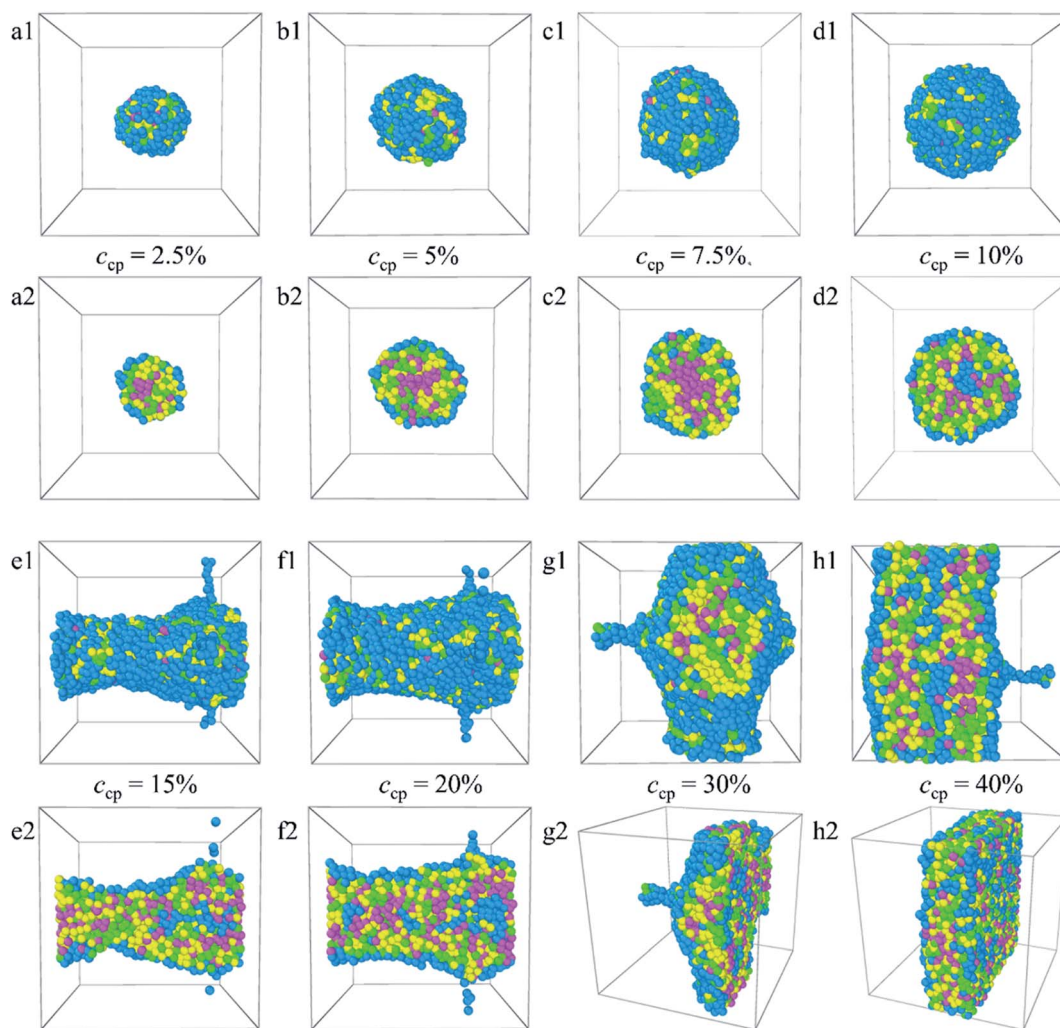 a1 b1 c1 d1
c_cp = 2.5% c_cp = 5% c_cp = 7.5%. c_cp = 10%
a2 b2 c2 d2
e1 f1 g1 h1
c_cp = 15% c_cp = 20% c_cp = 30% c_cp = 40%
e2 f2 g2 h2